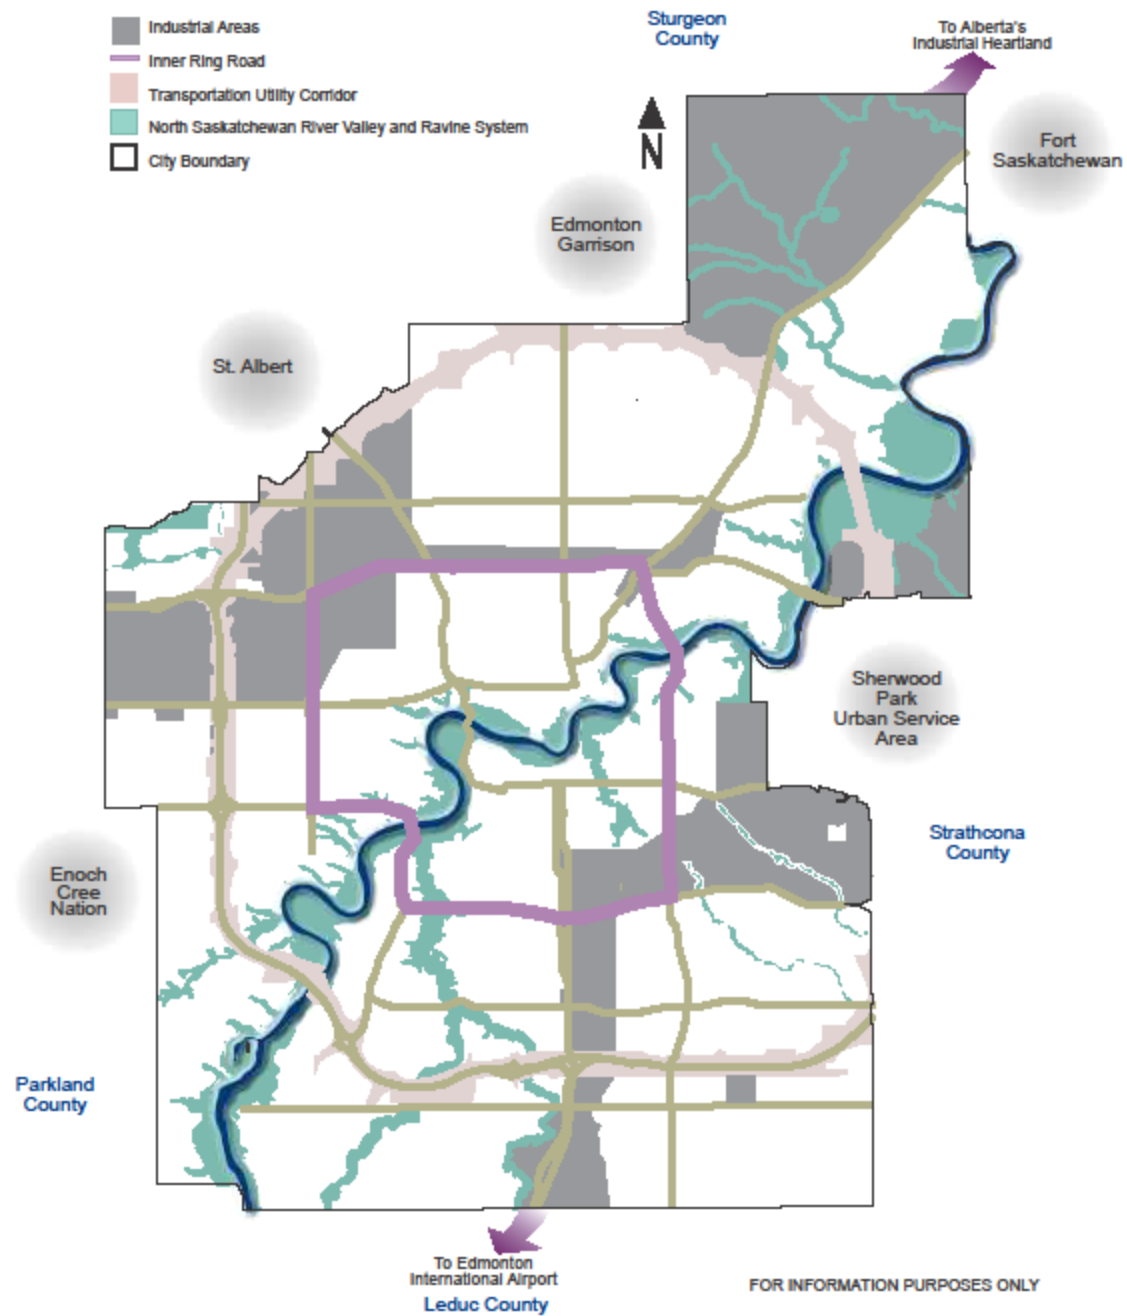 Industrial Areas
Inner Ring Road
Transportation Utility Corridor
North Saskatchewan River Valley and Ravine System
City Boundary
Sturgeon
County
To Alberta's
Industrial Heartland
N
Fort
Saskatchewan
Edmonton
Garrison
St. Albert
Sherwood
Park
Urban Service
Area
Strathcona
County
Enoch
Cree
Nation
Parkland
County
To Edmonton
International Airport
Leduc County
FOR INFORMATION PURPOSES ONLY